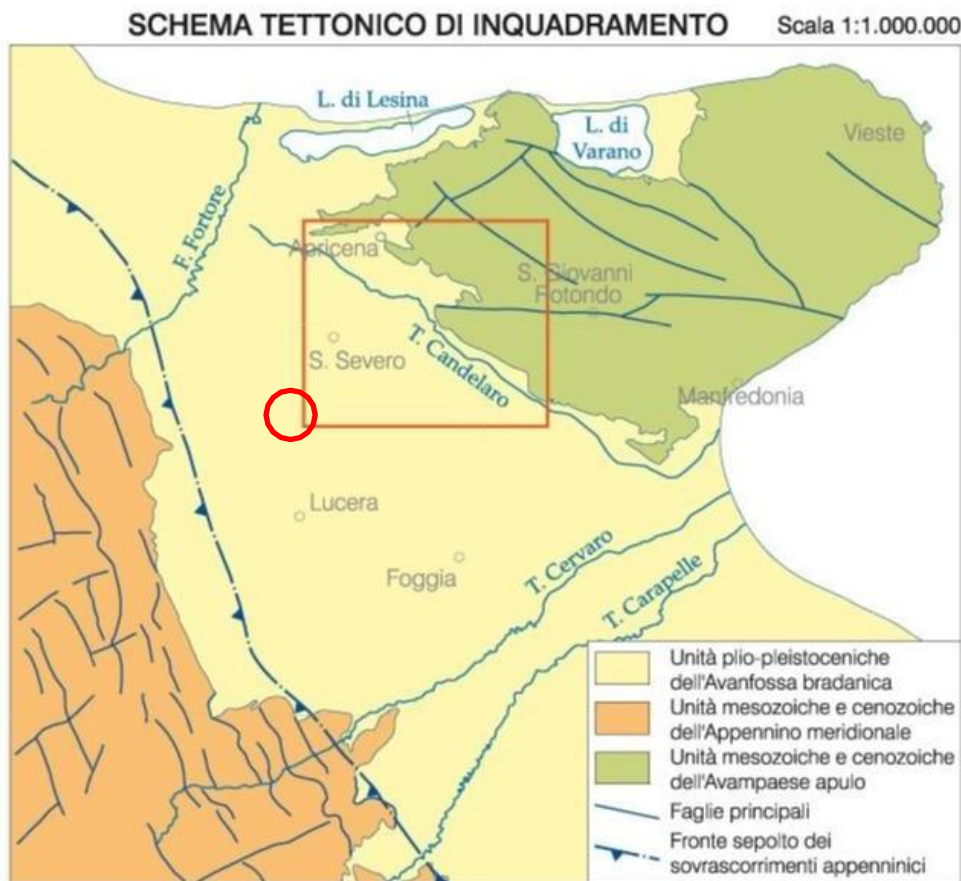 SCHEMA TETTONICO DI INQUADRAMENTO
Scala 1:1.000.000
L. di Lesina
L. di
Varano
Vieste
F. Fortore
Apricena
S. Giovanni
Rotondo
S. Severo
T. Candelaro
Manfredonia
Lucera
Foggia
T. Cervaro
T. Carapelle
Unità plio-pleistoceniche
dell'Avanfossa bradanica
Unità mesozoiche e cenozoiche
dell'Appennino meridionale
Unità mesozoiche e cenozoiche
dell'Avampaese apulo
Faglie principali
Fronte sepolto dei
sovrascorrimenti appenninici